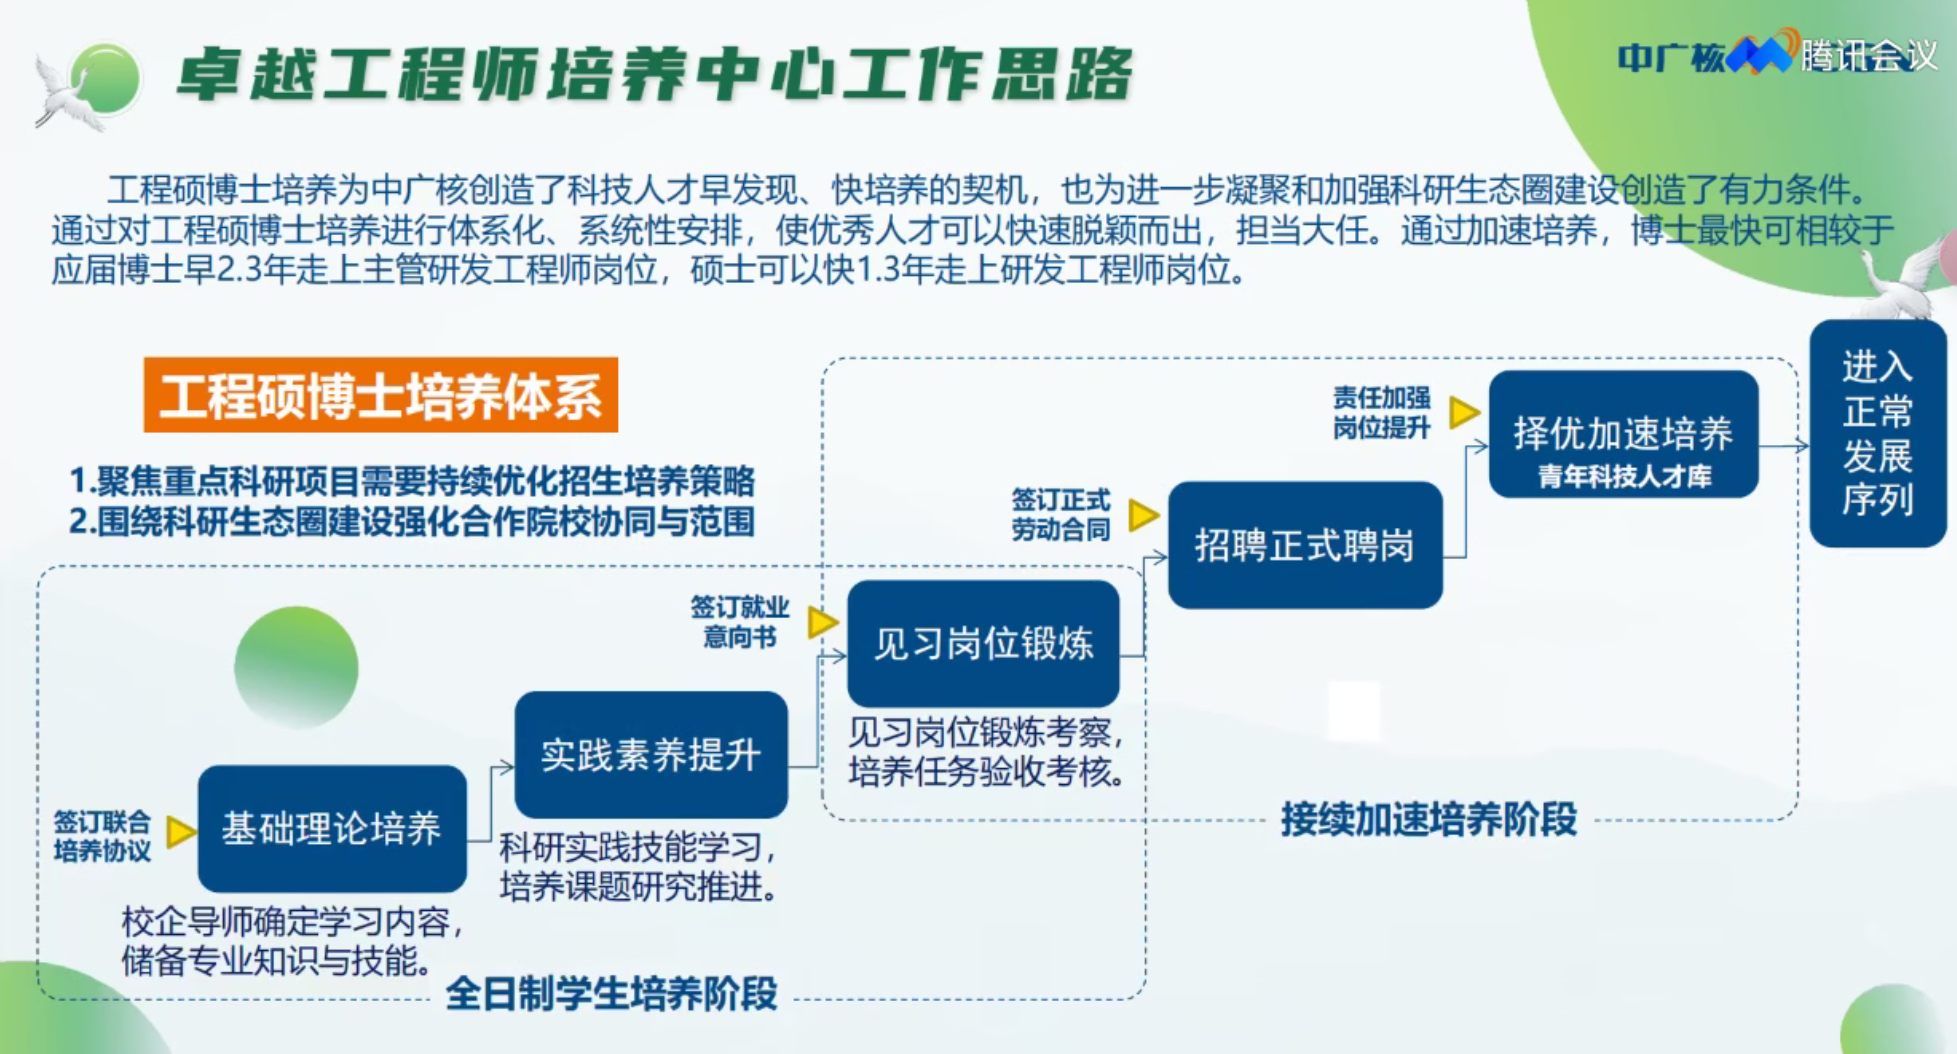 卓越工程师培养中心工作思路
中广核
腾讯会议
工程硕博士培养为中广核创造了科技人才早发现、快培养的契机，也为进一步凝聚和加强科研生态圈建设创造了有力条件。
通过对工程硕博士培养进行体系化、系统性安排，使优秀人才可以快速脱颖而出，担当大任。通过加速培养，博士最快可相较于
应届博士早2.3年走上主管研发工程师岗位，硕士可以快1.3年走上研发工程师岗位。
工程硕博士培养体系
1.聚焦重点科研项目需要持续优化招生培养策略
2.围绕科研生态圈建设强化合作院校协同与范围
签订联合
培养协议
基础理论培养
校企导师确定学习内容，
储备专业知识与技能。
实践素养提升
科研实践技能学习，
培养课题研究推进。
签订就业
意向书
见习岗位锻炼
见习岗位锻炼考察，
培养任务验收考核。
全日制学生培养阶段
签订正式
劳动合同
招聘正式聘岗
责任加强
岗位提升
择优加速培养
青年科技人才库
接续加速培养阶段
进入
正常
发展
序列